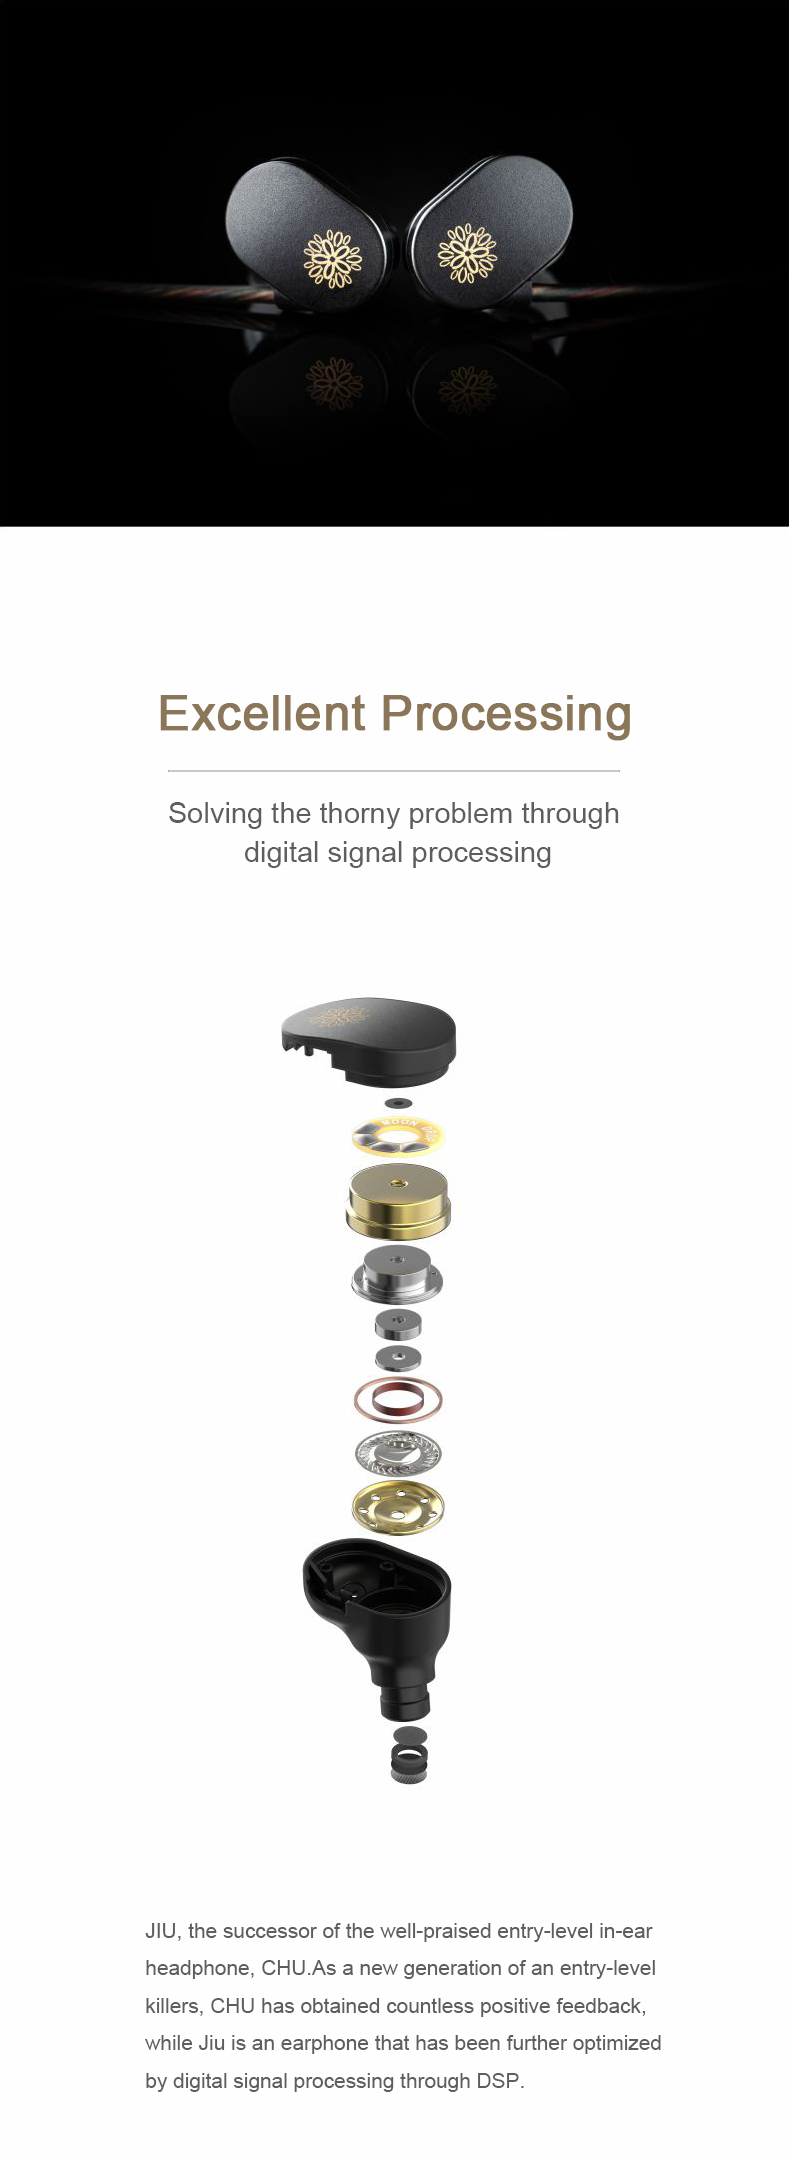 Excellent Processing
Solving the thorny problem through
digital signal processing
MOON DROP
JIU, the successor of the well-praised entry-level in-ear
headphone, CHU.As a new generation of an entry-level
killers, CHU has obtained countless positive feedback,
while Jiu is an earphone that has been further optimized
by digital signal processing through DSP.